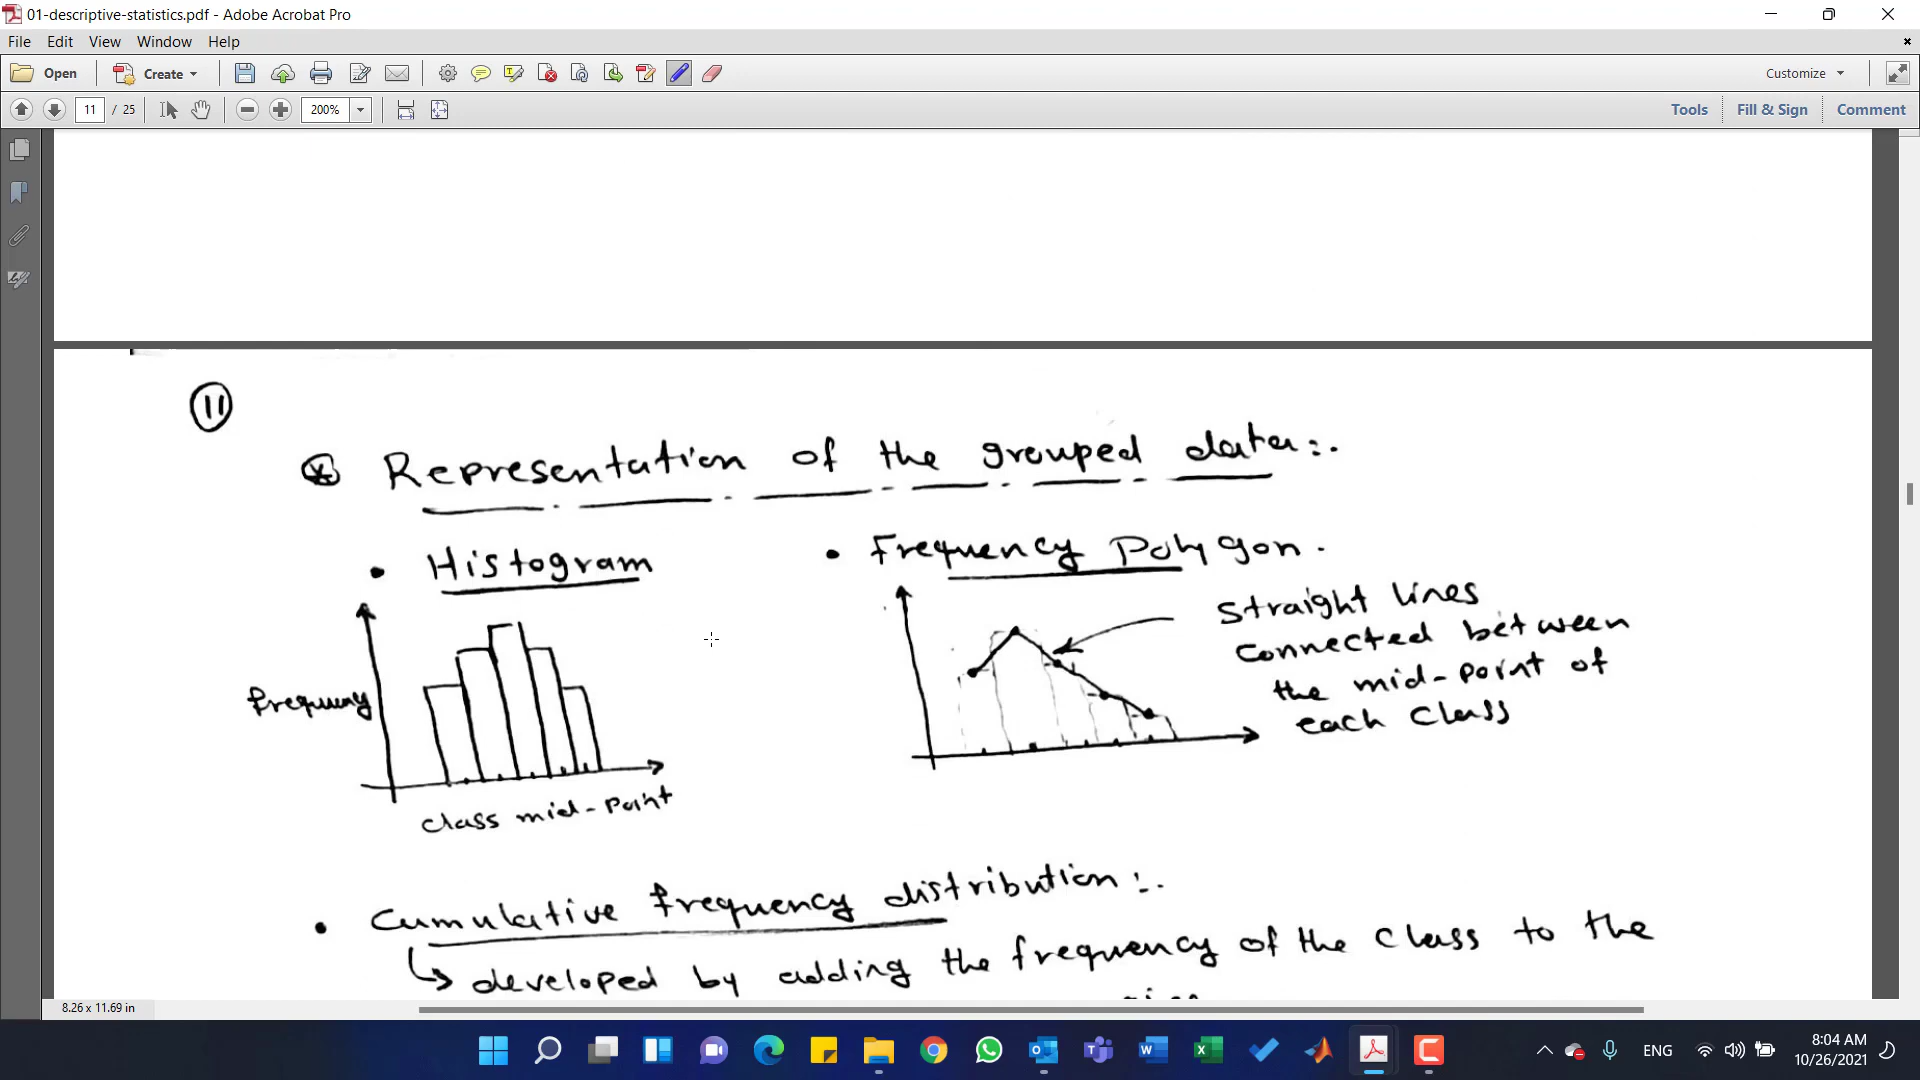 01-descriptive-statistics.pdf - Adobe Acrobat Pro
File Edit View Window Help
Open Create Customize
11 / 25 200% Tools Fill & Sign Comment
11
Representation of the grouped data:.
• Histogram
• Frequency Polygon.
Straight lines
connected between
the mid-point of
each class
frequency
class mid-point
• Cumulative frequency distribution:.
developed by adding the frequency of the class to the
8.26 x 11.69 in
ENG
8:04 AM
10/26/2021